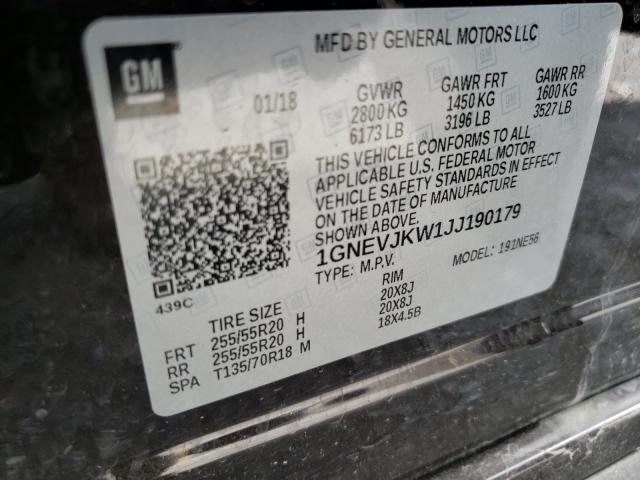 GM
MFD BY GENERAL MOTORS LLC
01/18
GVWR GAWR FRT GAWR RR
2800 KG 1450 KG 1600 KG
6173 LB 3196 LB 3527 LB
THIS VEHICLE CONFORMS TO ALL
APPLICABLE U.S. FEDERAL MOTOR
VEHICLE SAFETY STANDARDS IN EFFECT
ON THE DATE OF MANUFACTURE
SHOWN ABOVE.
1GNEVJKW1JJ190179
TYPE: M.P.V. MODEL: 191NE56
439C
TIRE SIZE RIM
FRT 255/55R20 H 20X8J
RR 255/55R20 H 20X8J
SPA T135/70R18 M 18X4.5B